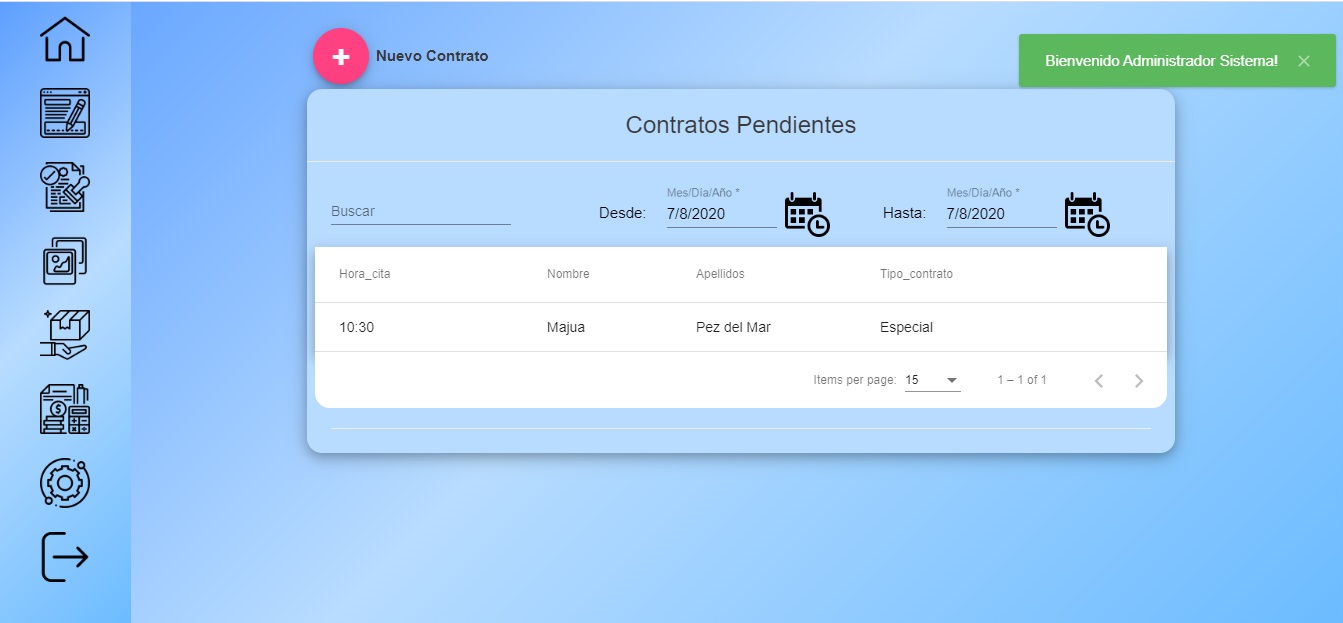 Nuevo Contrato
Bienvenido Administrador Sistema!
Contratos Pendientes
Buscar
Desde:
Mes/Día/Año *
7/8/2020
Hasta:
Mes/Día/Año *
7/8/2020
Hora_cita Nombre Apellidos Tipo_contrato
10:30 Majua Pez del Mar Especial
Items per page: 15 1 – 1 of 1